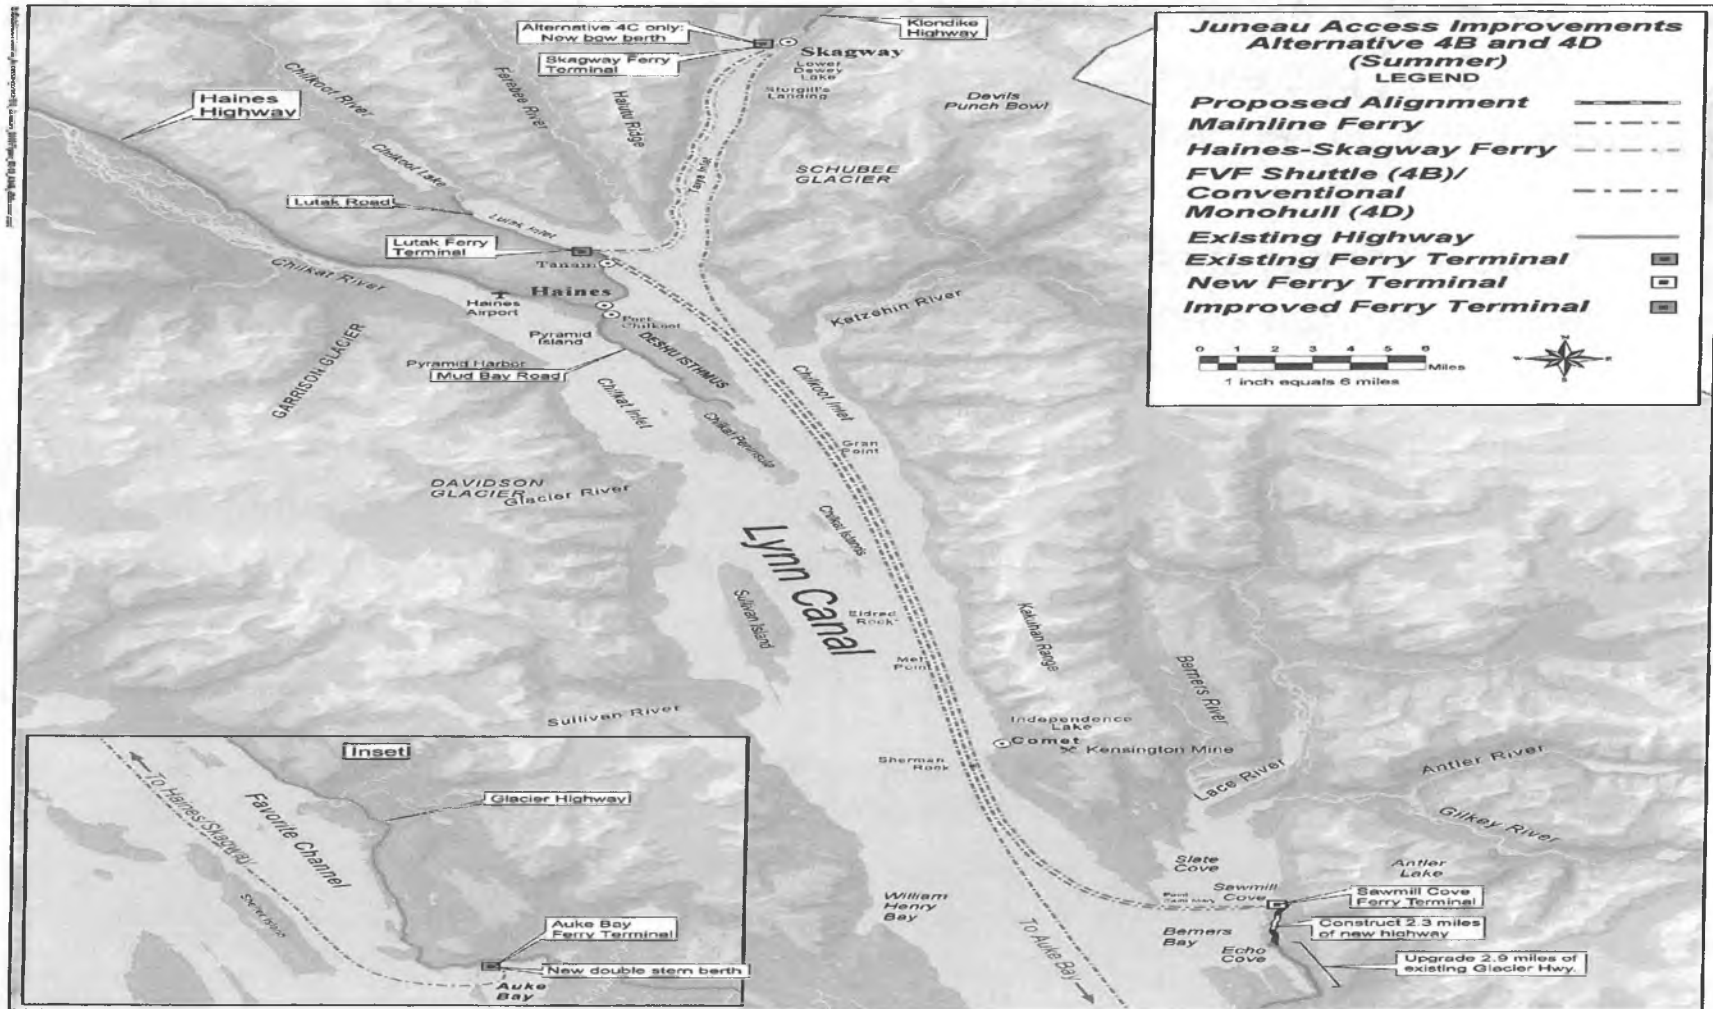 Alternative 4C only:
New bow berth
Skagway Ferry
Terminal
Klondike
Highway
Skagway
Lower
Dewey
Lake
Sturgill's
Landing
Devils
Punch Bowl
Chilkoot River
Ferebee River
Halutu Ridge
Haines
Highway
Chilkoot Lake
Taiya Inlet
SCHUBEE
GLACIER
Lutak Road
Lutak Inlet
Lutak Ferry
Terminal
Tanani
Chilkat River
Haines
Haines
Airport
Port
Chilkoot
Katzehin River
Pyramid
Island
DESHU ISTHMUS
Pyramid Harbor
Mud Bay Road
GARRISON GLACIER
Chilkat Inlet
Chilkoot Inlet
Chilkat Peninsula
Gran
Point
DAVIDSON
GLACIER
Glacier River
Chilkat Islands
Lynn Canal
Sullivan Island
Eldred
Rock
Kakuhan Range
Met
Point
Berners River
Sullivan River
Independence
Lake
Comet
Kensington Mine
Sherman
Rock
Lace River
Antler River
Gilkey River
Slate
Cove
Antler
Lake
William
Henry
Bay
Sawmill
Cove
Sawmill Cove
Ferry Terminal
Berners
Bay
Construct 2.3 miles
of new highway
Echo
Cove
Upgrade 2.9 miles of
existing Glacier Hwy.
To Auke Bay
Juneau Access Improvements
Alternative 4B and 4D
(Summer)
LEGEND
Proposed Alignment
Mainline Ferry
Haines-Skagway Ferry
FVF Shuttle (4B)/
Conventional
Monohull (4D)
Existing Highway
Existing Ferry Terminal
New Ferry Terminal
Improved Ferry Terminal
0 1 2 3 4 5 6
Miles
1 inch equals 6 miles
N
W E
S
Inset
To Haines/Skagway
Favorite Channel
Glacier Highway
Shelter Island
Auke Bay
Ferry Terminal
New double stern berth
Auke
Bay